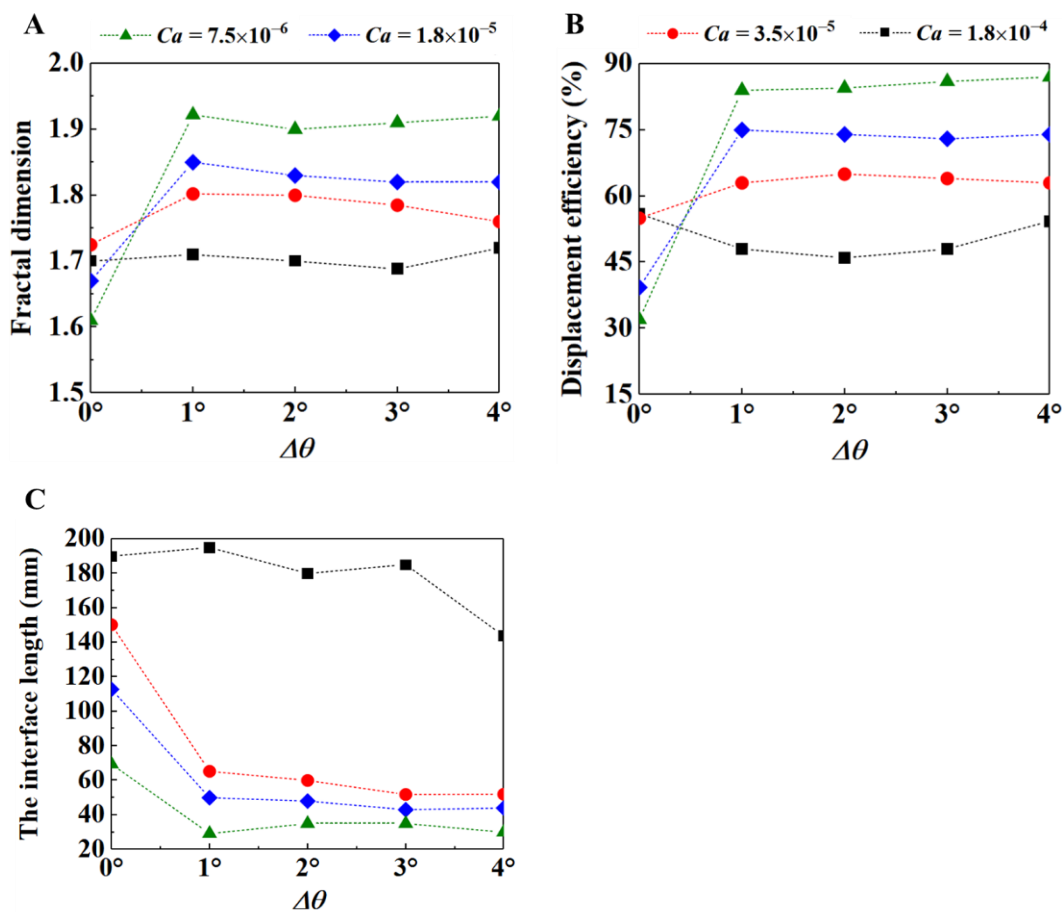 A
Ca = 7.5×10⁻⁶
Ca = 1.8×10⁻⁵
B
Ca = 3.5×10⁻⁵
Ca = 1.8×10⁻⁴
Fractal dimension
2.0
1.9
1.8
1.7
1.6
1.5
0° 1° 2° 3° 4°
Δθ
Displacement efficiency (%)
90
75
60
45
30
15
0° 1° 2° 3° 4°
Δθ
C
The interface length (mm)
200
180
160
140
120
100
80
60
40
20
0° 1° 2° 3° 4°
Δθ